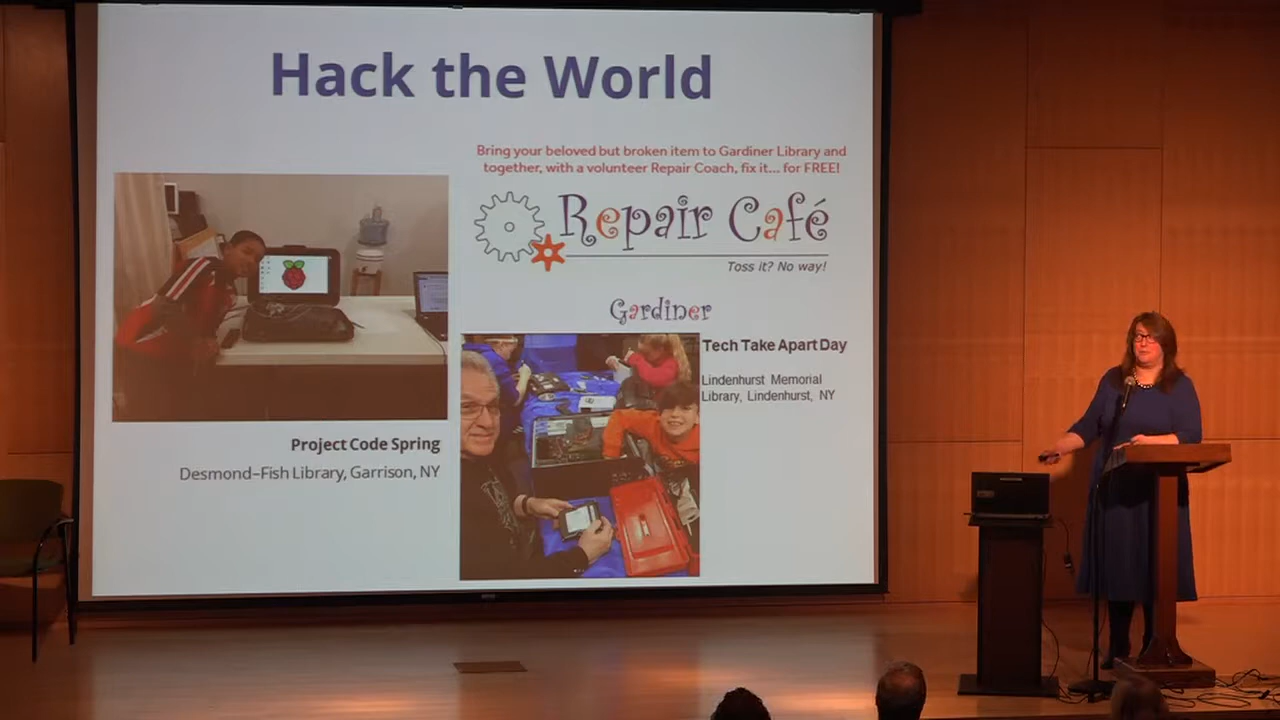 Hack the World
Bring your beloved but broken item to Gardiner Library and
together, with a volunteer Repair Coach, fix it... for FREE!
Repair Café
Toss it? No way!
Gardiner
Tech Take Apart Day
Lindenhurst Memorial
Library, Lindenhurst, NY
Project Code Spring
Desmond–Fish Library, Garrison, NY